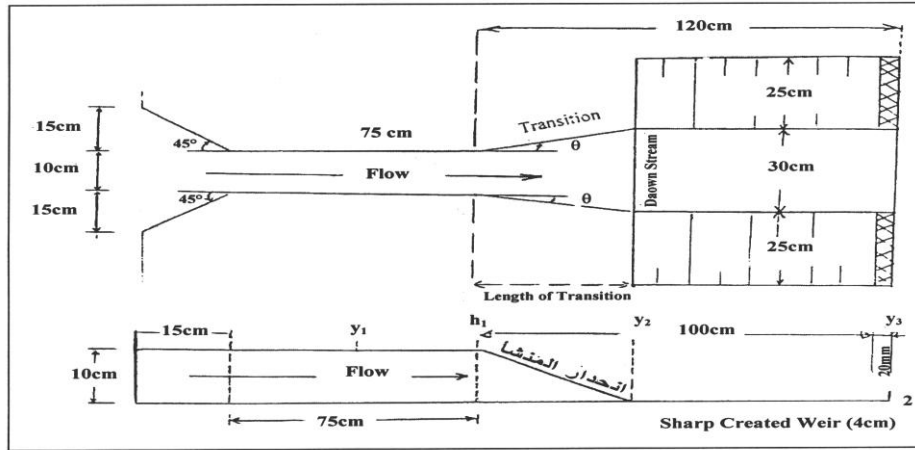 120cm
25cm
15cm
75 cm
Transition
45°
θ
10cm
Flow
Daown Stream
30cm
45°
θ
15cm
25cm
Length of Transition
15cm
y₁
h₁
y₂
100cm
y₃
10cm
Flow
انحدار المنشأ
20mm
2
75cm
Sharp Created Weir (4cm)